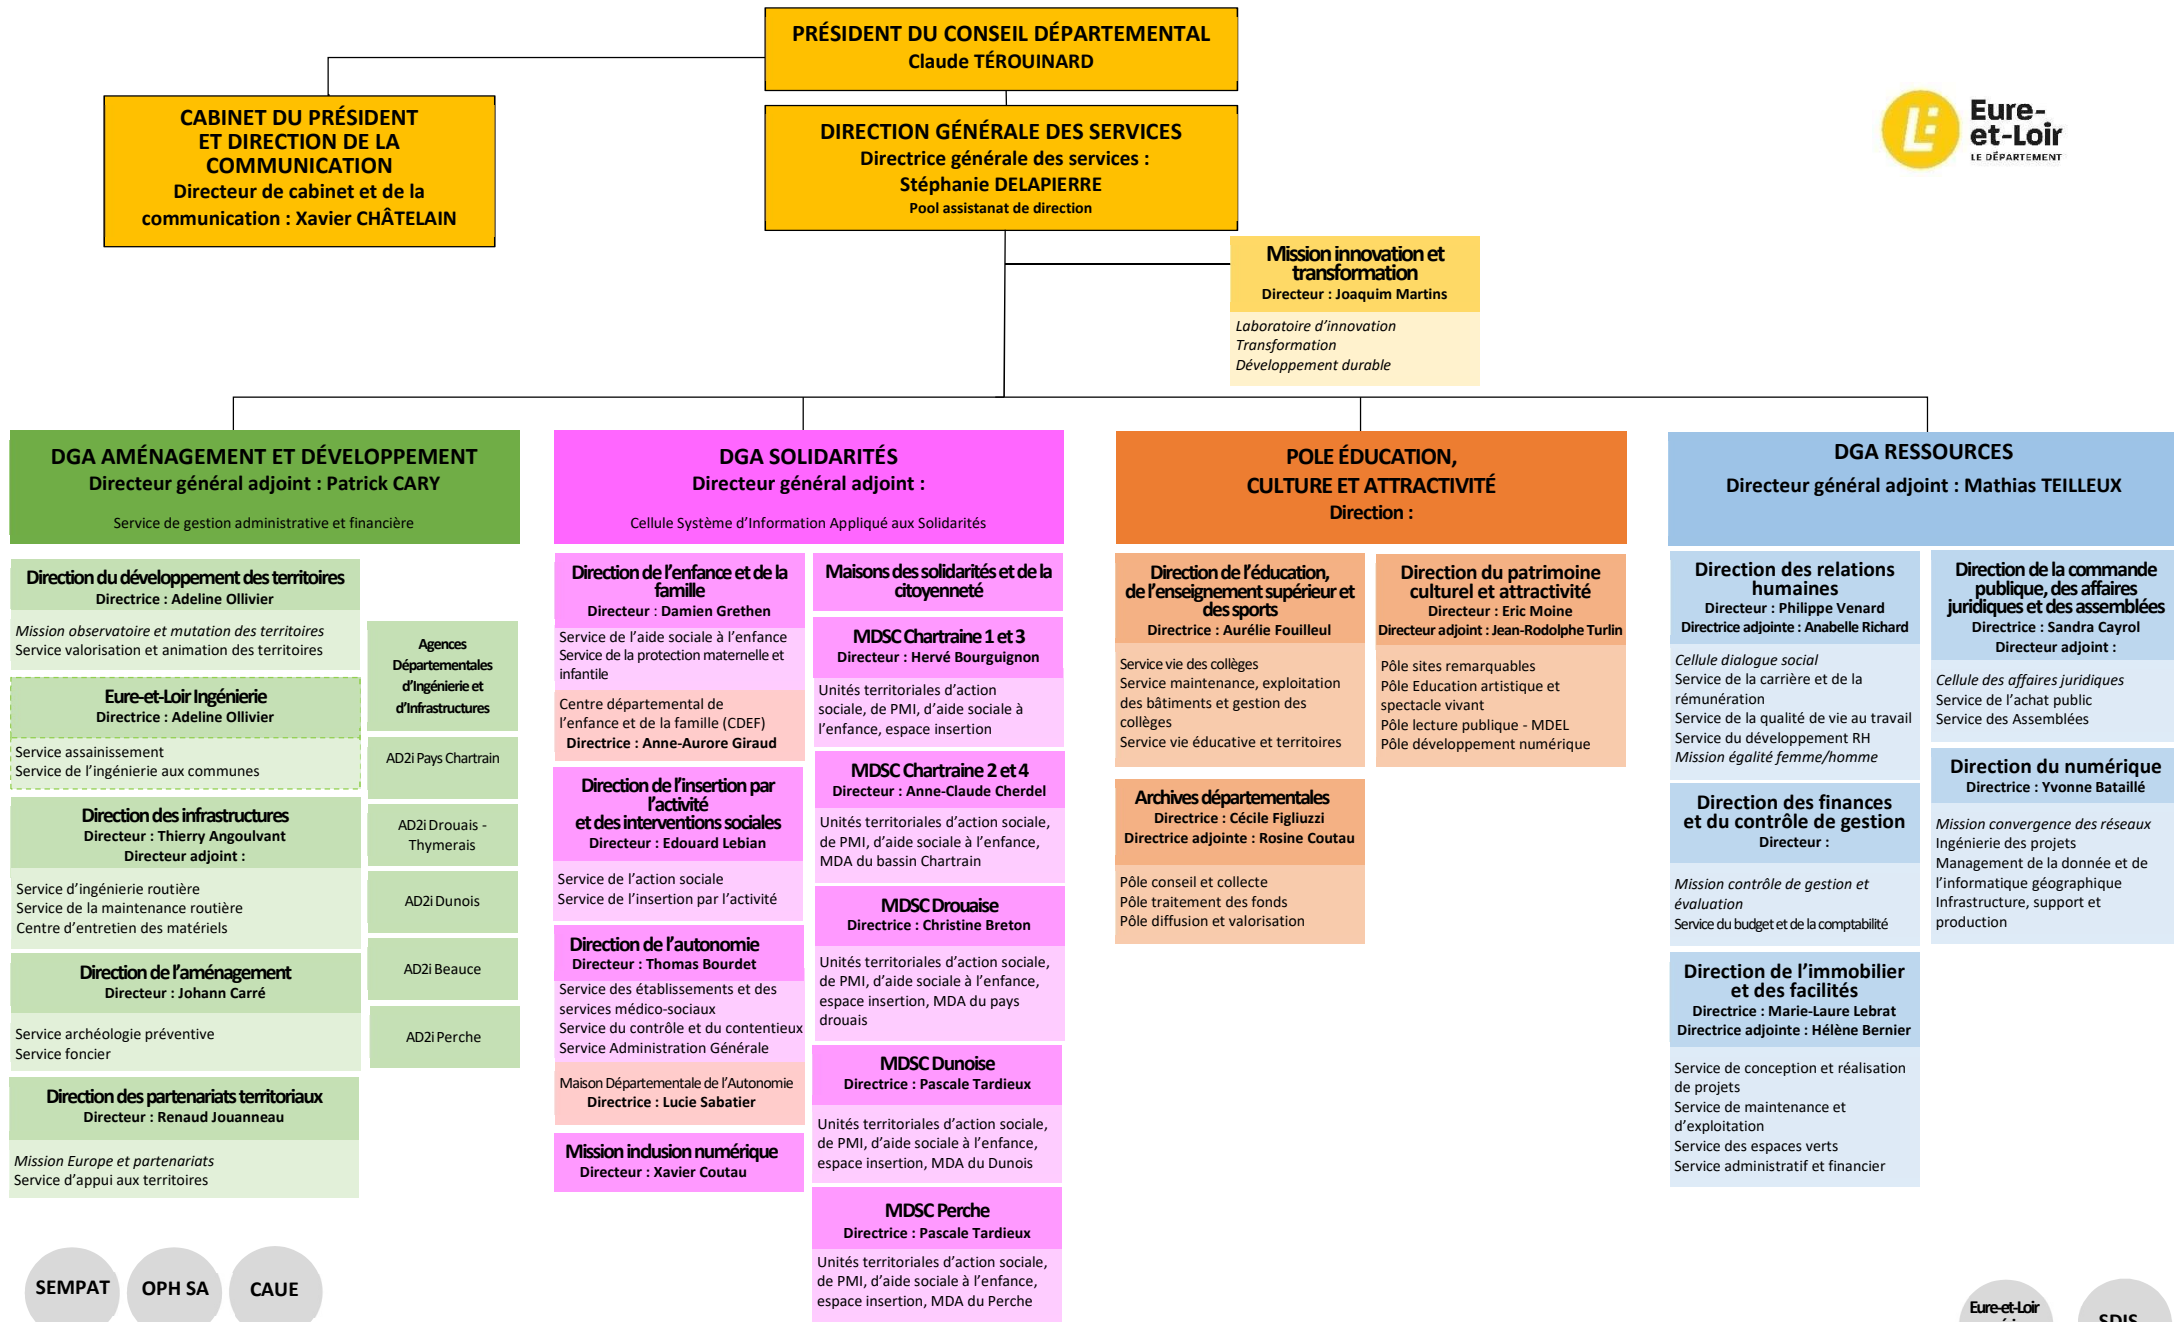 PRÉSIDENT DU CONSEIL DÉPARTEMENTAL
Claude TÉROUINARD
CABINET DU PRÉSIDENT
ET DIRECTION DE LA
COMMUNICATION
Directeur de cabinet et de la
communication : Xavier CHÂTELAIN
DIRECTION GÉNÉRALE DES SERVICES
Directrice générale des services :
Stéphanie DELAPIERRE
Pool assistanat de direction
Eure-
et-Loir
LE DÉPARTEMENT
Mission innovation et
transformation
Directeur : Joaquim Martins
Laboratoire d'innovation
Transformation
Développement durable
DGA AMÉNAGEMENT ET DÉVELOPPEMENT
Directeur général adjoint : Patrick CARY
Service de gestion administrative et financière
Direction du développement des territoires
Directrice : Adeline Ollivier
Mission observatoire et mutation des territoires
Service valorisation et animation des territoires
Eure-et-Loir Ingénierie
Directrice : Adeline Ollivier
Service assainissement
Service de l'ingénierie aux communes
Direction des infrastructures
Directeur : Thierry Angoulvant
Directeur adjoint :
Service d'ingénierie routière
Service de la maintenance routière
Centre d'entretien des matériels
Direction de l'aménagement
Directeur : Johann Carré
Service archéologie préventive
Service foncier
Direction des partenariats territoriaux
Directeur : Renaud Jouanneau
Mission Europe et partenariats
Service d'appui aux territoires
Agences
Départementales
d'Ingénierie et
d'Infrastructures
AD2i Pays Chartrain
AD2i Drouais -
Thymerais
AD2i Dunois
AD2i Beauce
AD2i Perche
DGA SOLIDARITÉS
Directeur général adjoint :
Cellule Système d'Information Appliqué aux Solidarités
Direction de l'enfance et de la
famille
Directeur : Damien Grethen
Service de l'aide sociale à l'enfance
Service de la protection maternelle et
infantile
Centre départemental de
l'enfance et de la famille (CDEF)
Directrice : Anne-Aurore Giraud
Direction de l'insertion par
l'activité
et des interventions sociales
Directeur : Edouard Lebian
Service de l'action sociale
Service de l'insertion par l'activité
Direction de l'autonomie
Directeur : Thomas Bourdet
Service des établissements et des
services médico-sociaux
Service du contrôle et du contentieux
Service Administration Générale
Maison Départementale de l'Autonomie
Directrice : Lucie Sabatier
Mission inclusion numérique
Directeur : Xavier Coutau
Maisons des solidarités et de la
citoyenneté
MDSC Chartraine 1 et 3
Directeur : Hervé Bourguignon
Unités territoriales d'action
sociale, de PMI, d'aide sociale à
l'enfance, espace insertion
MDSC Chartraine 2 et 4
Directeur : Anne-Claude Cherdel
Unités territoriales d'action sociale,
de PMI, d'aide sociale à l'enfance,
MDA du bassin Chartrain
MDSC Drouaise
Directrice : Christine Breton
Unités territoriales d'action sociale,
de PMI, d'aide sociale à l'enfance,
espace insertion, MDA du pays
drouais
MDSC Dunoise
Directrice : Pascale Tardieux
Unités territoriales d'action sociale,
de PMI, d'aide sociale à l'enfance,
espace insertion, MDA du Dunois
MDSC Perche
Directrice : Pascale Tardieux
Unités territoriales d'action sociale,
de PMI, d'aide sociale à l'enfance,
espace insertion, MDA du Perche
POLE ÉDUCATION,
CULTURE ET ATTRACTIVITÉ
Direction :
Direction de l'éducation,
de l'enseignement supérieur et
des sports
Directrice : Aurélie Fouilleul
Service vie des collèges
Service maintenance, exploitation
des bâtiments et gestion des
collèges
Service vie éducative et territoires
Archives départementales
Directrice : Cécile Figliuzzi
Directrice adjointe : Rosine Coutau
Pôle conseil et collecte
Pôle traitement des fonds
Pôle diffusion et valorisation
Direction du patrimoine
culturel et attractivité
Directeur : Eric Moine
Directeur adjoint : Jean-Rodolphe Turlin
Pôle sites remarquables
Pôle Education artistique et
spectacle vivant
Pôle lecture publique - MDEL
Pôle développement numérique
DGA RESSOURCES
Directeur général adjoint : Mathias TEILLEUX
Direction des relations
humaines
Directeur : Philippe Venard
Directrice adjointe : Anabelle Richard
Cellule dialogue social
Service de la carrière et de la
rémunération
Service de la qualité de vie au travail
Service du développement RH
Mission égalité femme/homme
Direction des finances
et du contrôle de gestion
Directeur :
Mission contrôle de gestion et
évaluation
Service du budget et de la comptabilité
Direction de l'immobilier
et des facilités
Directrice : Marie-Laure Lebrat
Directrice adjointe : Hélène Bernier
Service de conception et réalisation
de projets
Service de maintenance et
d'exploitation
Service des espaces verts
Service administratif et financier
Direction de la commande
publique, des affaires
juridiques et des assemblées
Directrice : Sandra Cayrol
Directeur adjoint :
Cellule des affaires juridiques
Service de l'achat public
Service des Assemblées
Direction du numérique
Directrice : Yvonne Bataillé
Mission convergence des réseaux
Ingénierie des projets
Management de la donnée et de
l'informatique géographique
Infrastructure, support et
production
SEMPAT
OPH SA
CAUE
Eure-et-Loir
SDIS